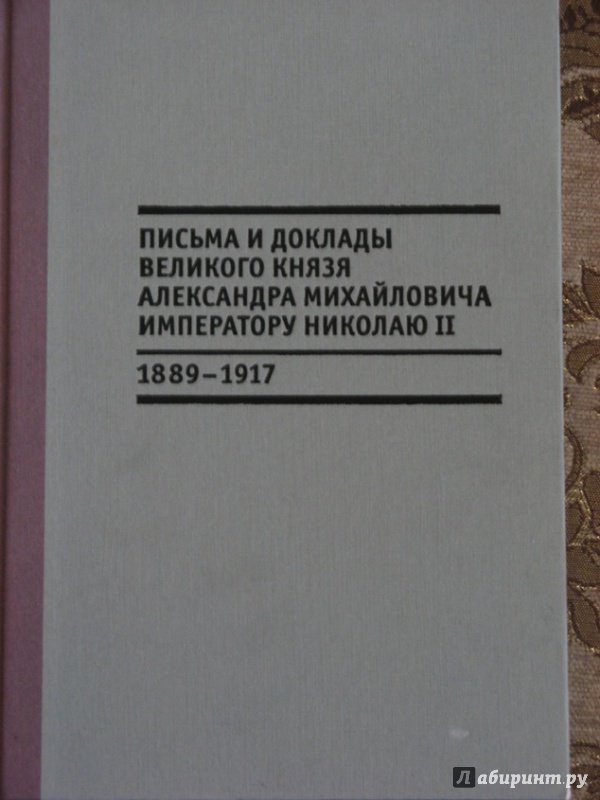 ПИСЬМА И ДОКЛАДЫ
ВЕЛИКОГО КНЯЗЯ
АЛЕКСАНДРА МИХАЙЛОВИЧА
ИМПЕРАТОРУ НИКОЛАЮ II
1889–1917
Лабиринт.ру